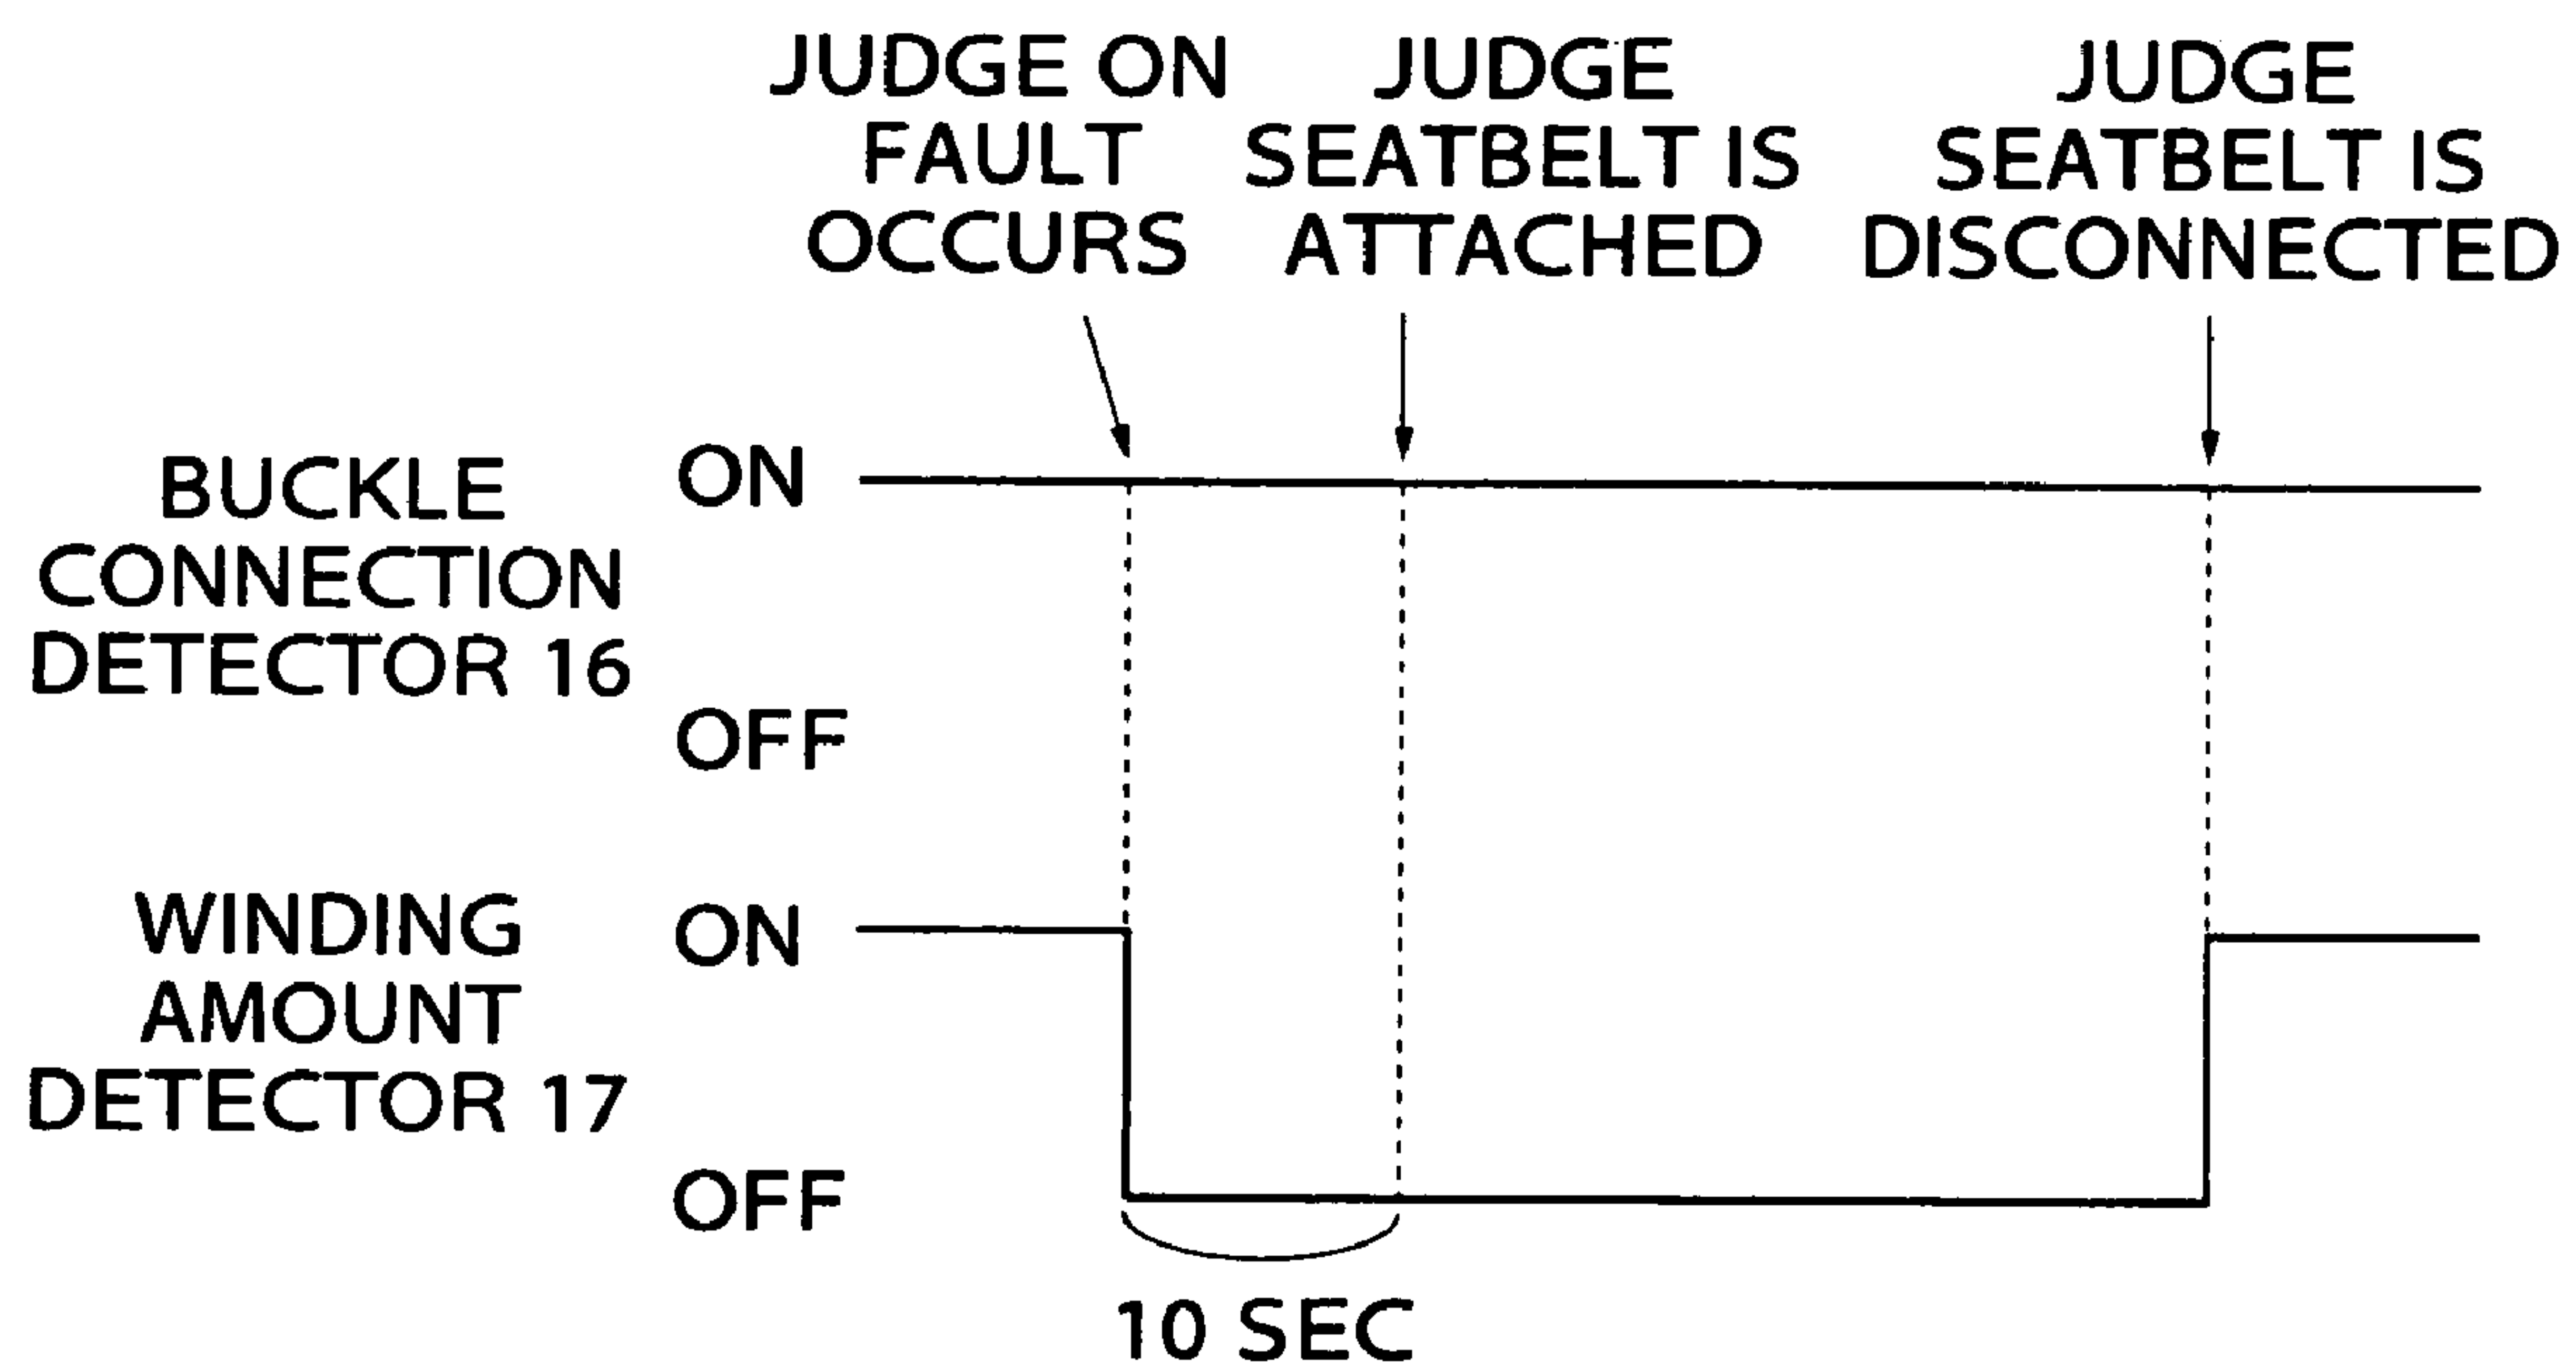 JUDGE ON
FAULT
OCCURS
JUDGE
SEATBELT IS
ATTACHED
JUDGE
SEATBELT IS
DISCONNECTED
BUCKLE
CONNECTION
DETECTOR 16
ON
OFF
WINDING
AMOUNT
DETECTOR 17
ON
OFF
10 SEC